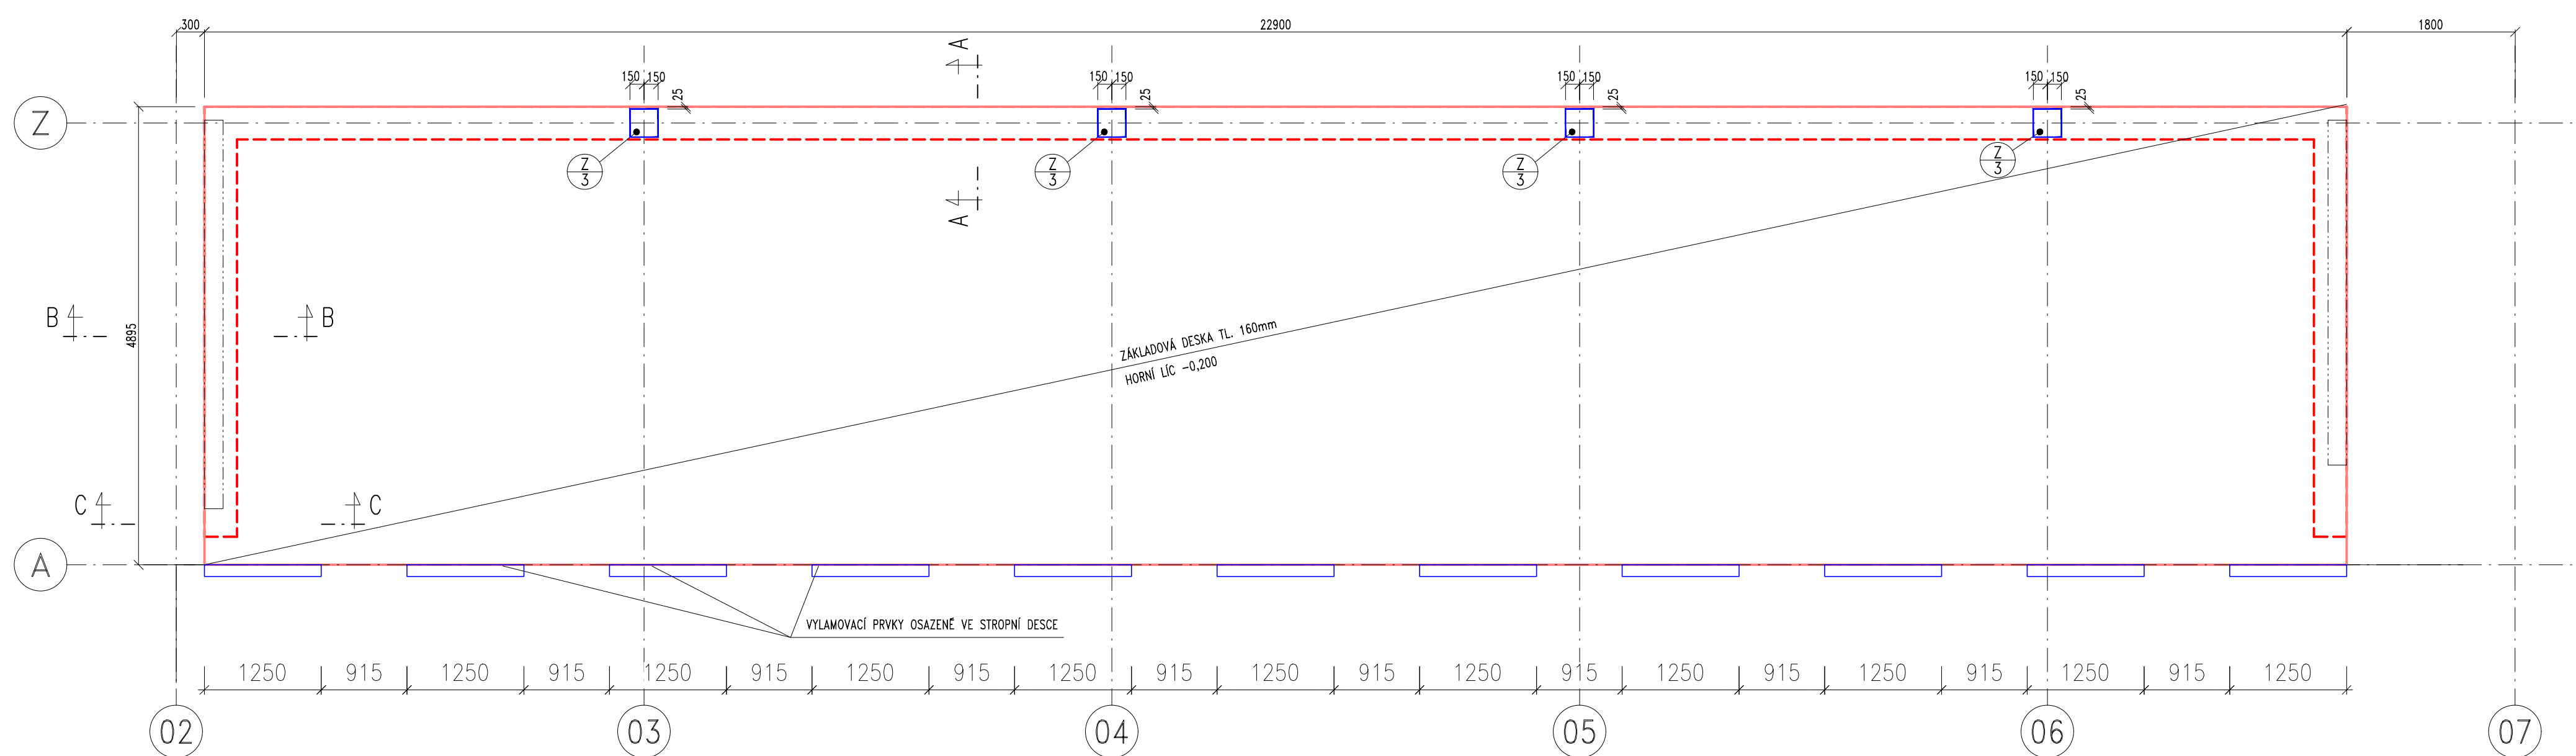 300
22900
1800
A
150 150
25
150 150
25
150 150
25
150 150
25
Z
Z
3
Z
3
Z
3
Z
3
A
B
B
4895
ZÁKLADOVÁ DESKA TL. 160mm
HORNÍ LÍC -0,200
C
C
A
VYLAMOVACÍ PRVKY OSAZENÉ VE STROPNÍ DESCE
1250 915 1250 915 1250 915 1250 915 1250 915 1250 915 1250 915 1250 915 1250 915 1250 915 1250
02 03 04 05 06 07